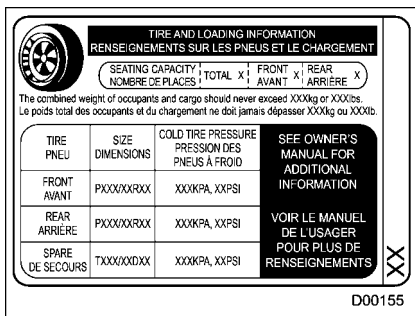 TIRE AND LOADING INFORMATION
RENSEIGNEMENTS SUR LES PNEUS ET LE CHARGEMENT
SEATING CAPACITY TOTAL X FRONT X REAR X
NOMBRE DE PLACES AVANT ARRIÈRE
The combined weight of occupants and cargo should never exceed XXXkg or XXXlbs.
Le poids total des occupants et du chargement ne doit jamais dépasser XXXkg ou XXXlb.
TIRE SIZE COLD TIRE PRESSURE
PNEU DIMENSIONS PRESSION DES
PNEUS À FROID
FRONT PXXX/XXRXX XXXKPA, XXPSI
AVANT
REAR PXXX/XXRXX XXXKPA, XXPSI
ARRIÈRE
SPARE TXXX/XXDXX XXXKPA, XXPSI
DE SECOURS
SEE OWNER'S
MANUAL FOR
ADDITIONAL
INFORMATION
VOIR LE MANUEL
DE L'USAGER
POUR PLUS DE
RENSEIGNEMENTS
XX
D00155